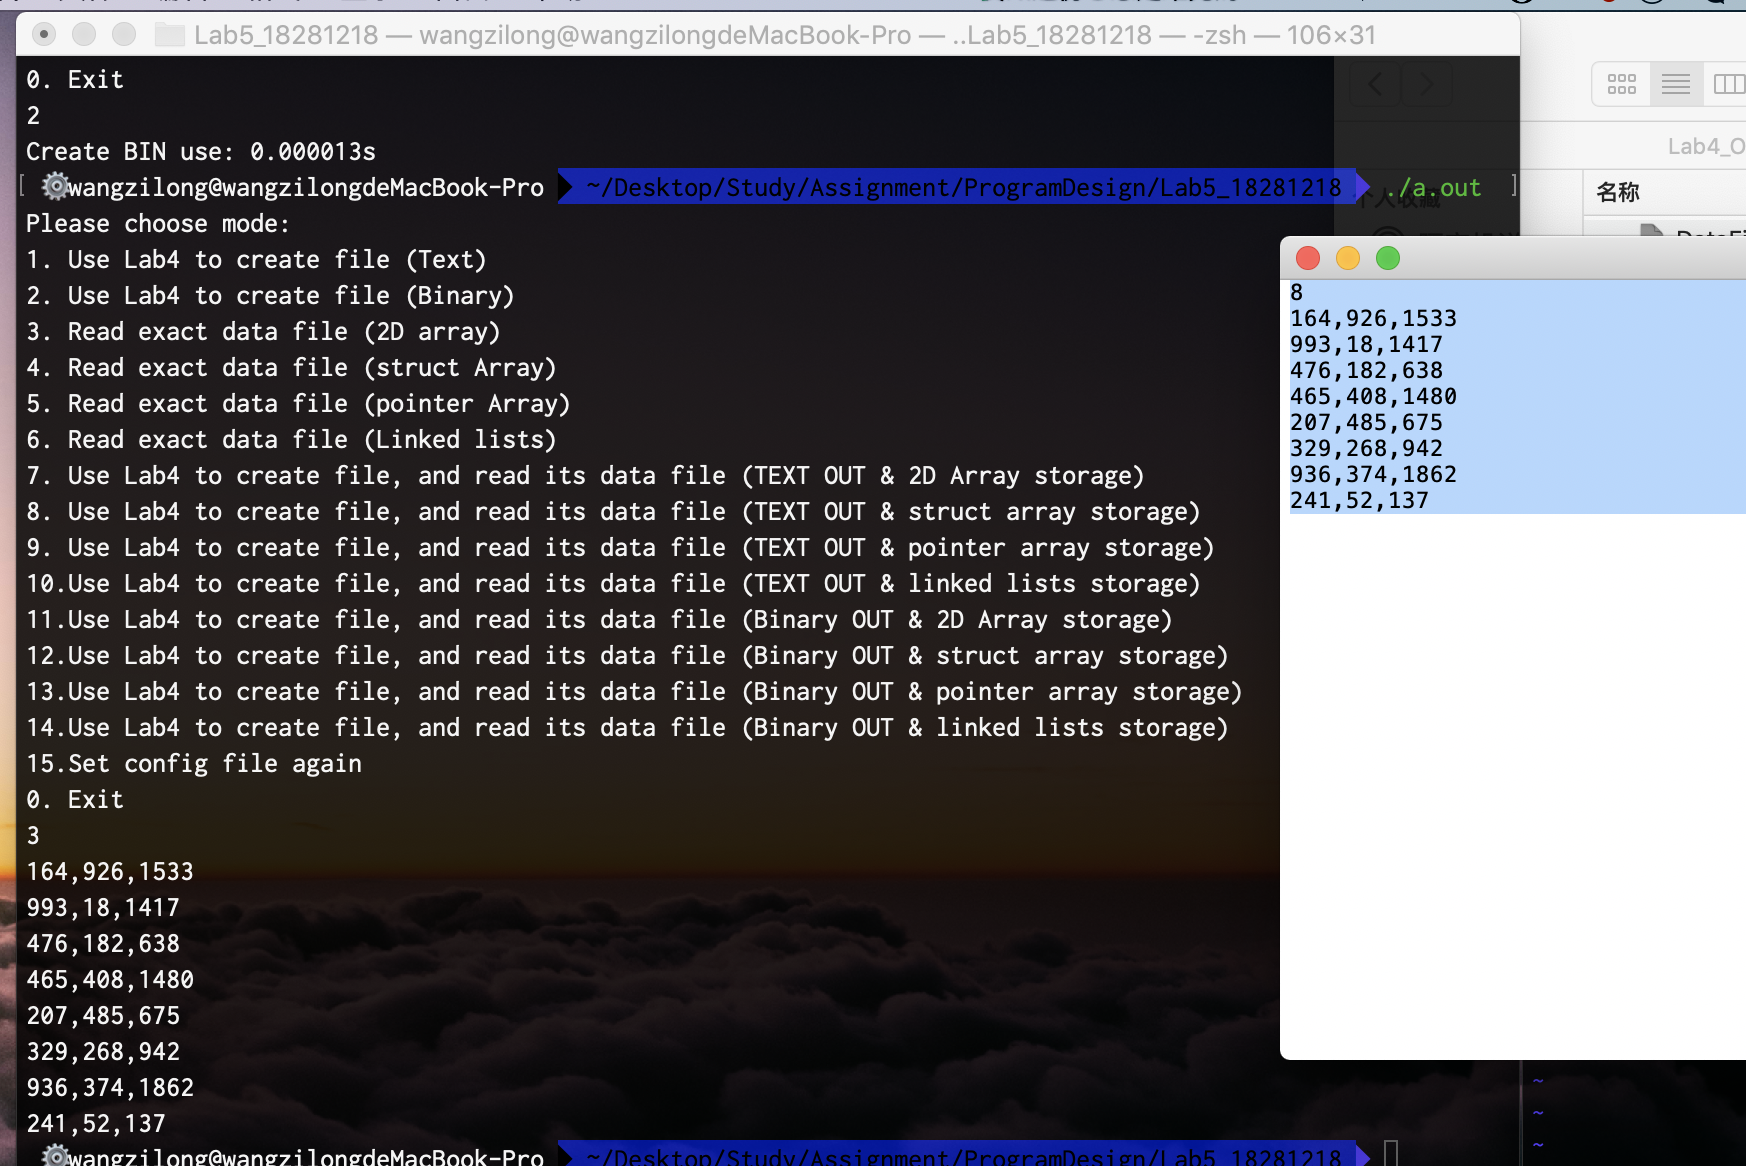 Lab5_18281218 — wangzilong@wangzilongdeMacBook-Pro — ..Lab5_18281218 — -zsh — 106×31
0. Exit
2
Create BIN use: 0.000013s
[ wangzilong@wangzilongdeMacBook-Pro ~/Desktop/Study/Assignment/ProgramDesign/Lab5_18281218 ./a.out ]
Please choose mode:
1. Use Lab4 to create file (Text)
2. Use Lab4 to create file (Binary)
3. Read exact data file (2D array)
4. Read exact data file (struct Array)
5. Read exact data file (pointer Array)
6. Read exact data file (Linked lists)
7. Use Lab4 to create file, and read its data file (TEXT OUT & 2D Array storage)
8. Use Lab4 to create file, and read its data file (TEXT OUT & struct array storage)
9. Use Lab4 to create file, and read its data file (TEXT OUT & pointer array storage)
10.Use Lab4 to create file, and read its data file (TEXT OUT & linked lists storage)
11.Use Lab4 to create file, and read its data file (Binary OUT & 2D Array storage)
12.Use Lab4 to create file, and read its data file (Binary OUT & struct array storage)
13.Use Lab4 to create file, and read its data file (Binary OUT & pointer array storage)
14.Use Lab4 to create file, and read its data file (Binary OUT & linked lists storage)
15.Set config file again
0. Exit
3
164,926,1533
993,18,1417
476,182,638
465,408,1480
207,485,675
329,268,942
936,374,1862
241,52,137
wangzilong@wangzilongdeMacBook-Pro ~/Desktop/Study/Assignment/ProgramDesign/Lab5_18281218
Lab4_O
个人收藏
名称
8
164,926,1533
993,18,1417
476,182,638
465,408,1480
207,485,675
329,268,942
936,374,1862
241,52,137
~
~
~